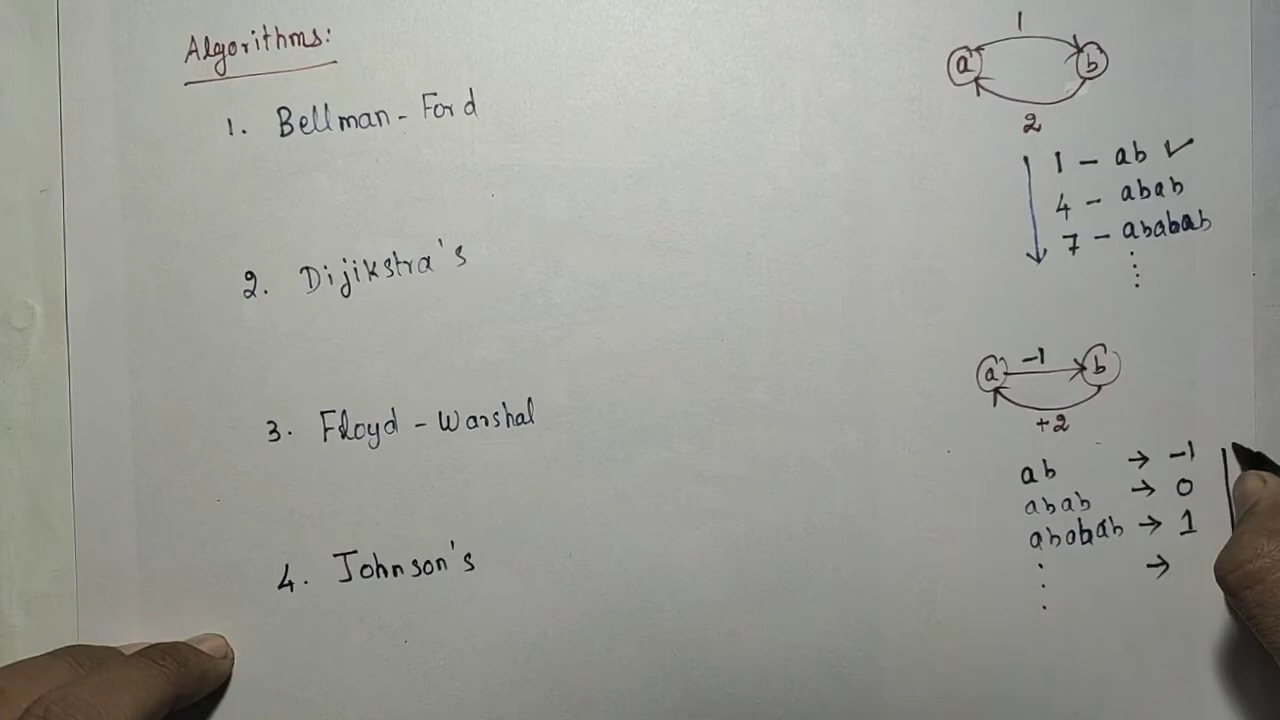 Algorithms:
1. Bellman - Ford
2. Dijikstra's
3. Floyd - Warshal
4. Johnson's
1
a b
2
1 - ab ✓
4 - abab
7 - ababab
⋮
-1
a b
+2
ab → -1
abab → 0
ababab → 1
⋮ →